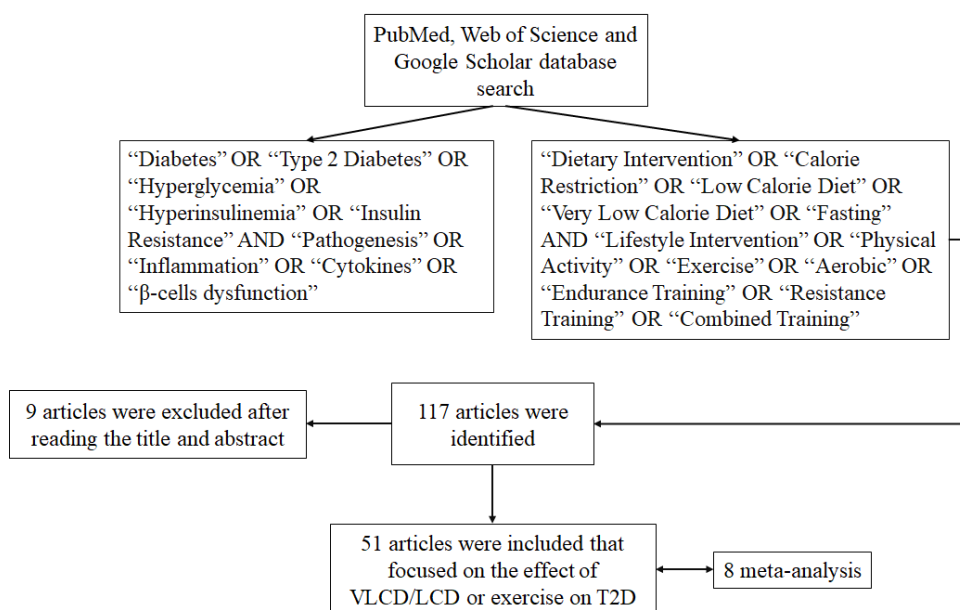 PubMed, Web of Science and
Google Scholar database
search
“Diabetes” OR “Type 2 Diabetes” OR
“Hyperglycemia” OR
“Hyperinsulinemia” OR “Insulin
Resistance” AND “Pathogenesis” OR
“Inflammation” OR “Cytokines” OR
“β-cells dysfunction”
“Dietary Intervention” OR “Calorie
Restriction” OR “Low Calorie Diet” OR
“Very Low Calorie Diet” OR “Fasting”
AND “Lifestyle Intervention” OR “Physical
Activity” OR “Exercise” OR “Aerobic” OR
“Endurance Training” OR “Resistance
Training” OR “Combined Training”
9 articles were excluded after
reading the title and abstract
117 articles were
identified
51 articles were included that
focused on the effect of
VLCD/LCD or exercise on T2D
8 meta-analysis